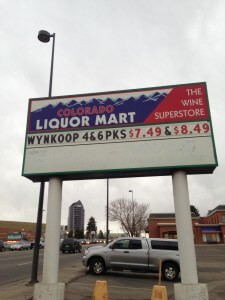 COLORADO
LIQUOR MART
THE
WINE
SUPERSTORE
WYNKOOP 4&6PKS $7.49 & $8.49